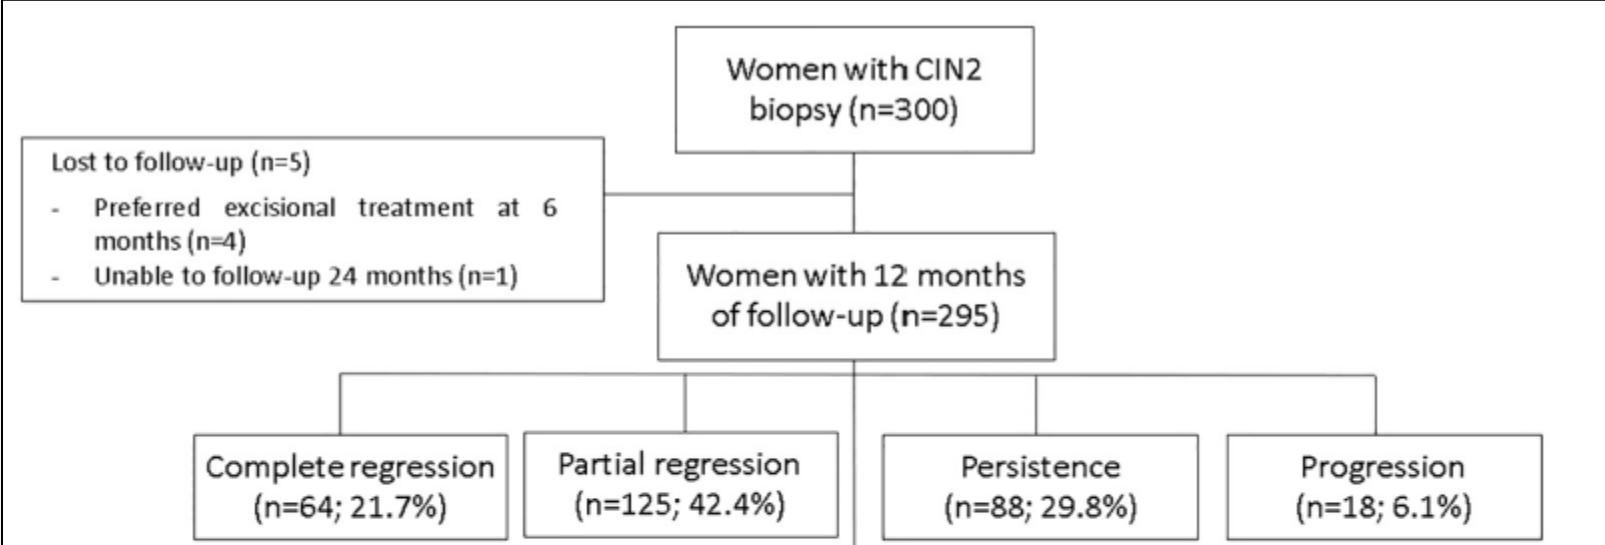 Women with CIN2
biopsy (n=300)
Lost to follow-up (n=5)
- Preferred excisional treatment at 6
months (n=4)
- Unable to follow-up 24 months (n=1)
Women with 12 months
of follow-up (n=295)
Complete regression
(n=64; 21.7%)
Partial regression
(n=125; 42.4%)
Persistence
(n=88; 29.8%)
Progression
(n=18; 6.1%)